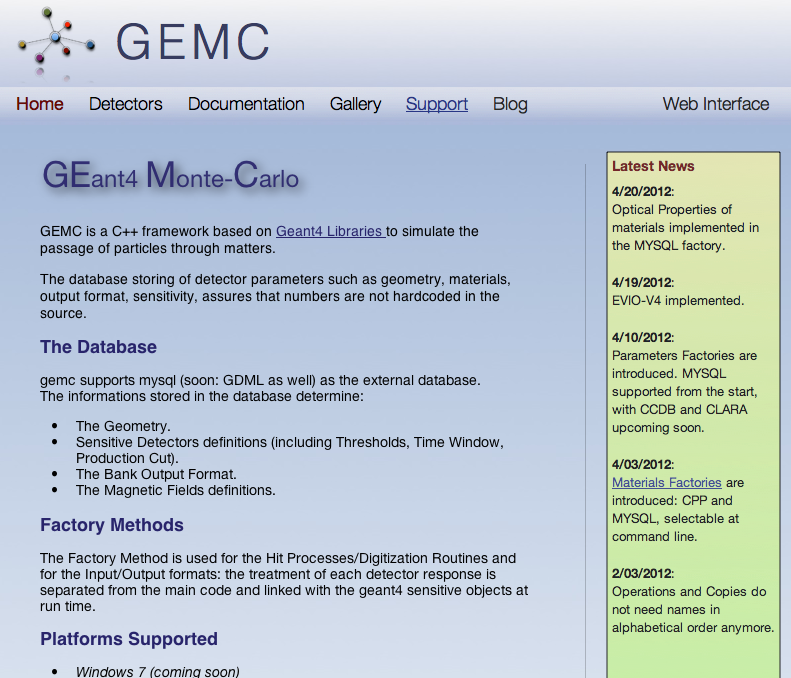 GEMC
Home Detectors Documentation Gallery Support Blog Web Interface
GEant4 Monte-Carlo
GEMC is a C++ framework based on Geant4 Libraries to simulate the
passage of particles through matters.
The database storing of detector parameters such as geometry, materials,
output format, sensitivity, assures that numbers are not hardcoded in the
source.
The Database
gemc supports mysql (soon: GDML as well) as the external database.
The informations stored in the database determine:
• The Geometry.
• Sensitive Detectors definitions (including Thresholds, Time Window,
Production Cut).
• The Bank Output Format.
• The Magnetic Fields definitions.
Factory Methods
The Factory Method is used for the Hit Processes/Digitization Routines and
for the Input/Output formats: the treatment of each detector response is
separated from the main code and linked with the geant4 sensitive objects at
run time.
Platforms Supported
• Windows 7 (coming soon)
Latest News
4/20/2012:
Optical Properties of
materials implemented in
the MYSQL factory.
4/19/2012:
EVIO-V4 implemented.
4/10/2012:
Parameters Factories are
introduced. MYSQL
supported from the start,
with CCDB and CLARA
upcoming soon.
4/03/2012:
Materials Factories are
introduced: CPP and
MYSQL, selectable at
command line.
2/03/2012:
Operations and Copies do
not need names in
alphabetical order anymore.